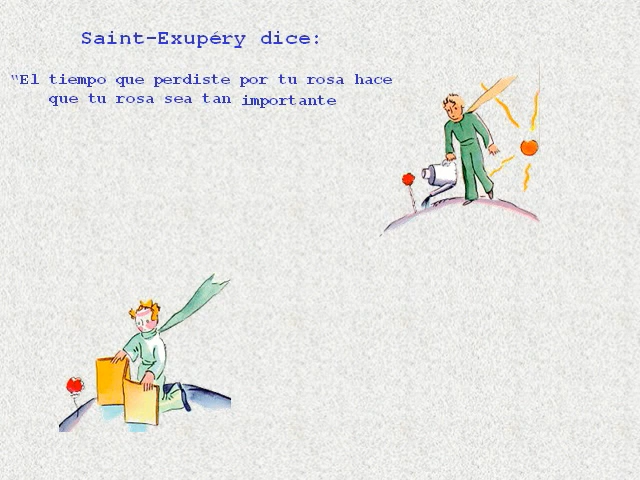 Saint-Exupéry dice:
“El tiempo que perdiste por tu rosa hace
que tu rosa sea tan importante